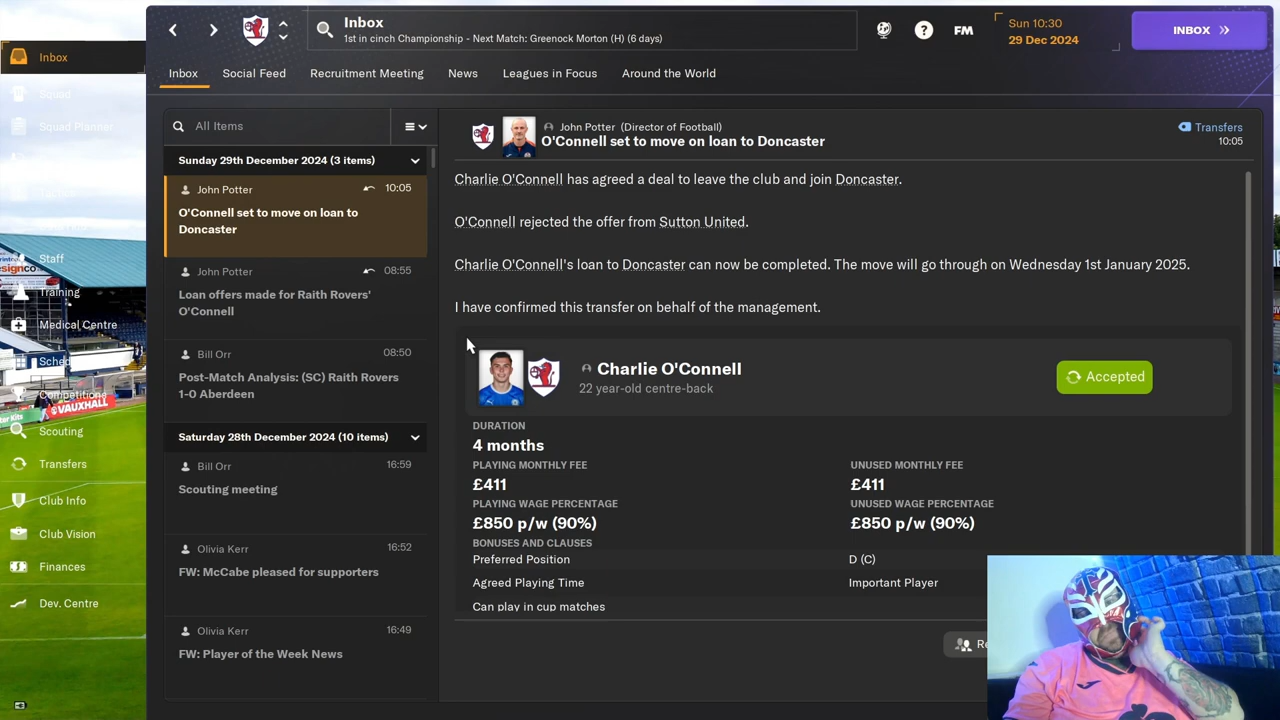 Inbox
1st in cinch Championship - Next Match: Greenock Morton (H) (6 days)
FM
Sun 10:30
29 Dec 2024
INBOX
Inbox
Social Feed
Recruitment Meeting
News
Leagues in Focus
Around the World
Inbox
Squad
Squad Planner
Staff
Training
Medical Centre
Sched
Competitions
Scouting
Transfers
Club Info
Club Vision
Finances
Dev. Centre
VAUXHALL
All Items
Sunday 29th December 2024 (3 items)
John Potter
10:05
O'Connell set to move on loan to
Doncaster
John Potter
08:55
Loan offers made for Raith Rovers'
O'Connell
Bill Orr
08:50
Post-Match Analysis: (SC) Raith Rovers
1-0 Aberdeen
Saturday 28th December 2024 (10 items)
Bill Orr
16:59
Scouting meeting
Olivia Kerr
16:52
FW: McCabe pleased for supporters
Olivia Kerr
16:49
FW: Player of the Week News
John Potter (Director of Football)
O'Connell set to move on loan to Doncaster
Transfers
10:05
Charlie O'Connell has agreed a deal to leave the club and join Doncaster.
O'Connell rejected the offer from Sutton United.
Charlie O'Connell's loan to Doncaster can now be completed. The move will go through on Wednesday 1st January 2025.
I have confirmed this transfer on behalf of the management.
Charlie O'Connell
22 year-old centre-back
Accepted
DURATION
4 months
PLAYING MONTHLY FEE
UNUSED MONTHLY FEE
£411
£411
PLAYING WAGE PERCENTAGE
UNUSED WAGE PERCENTAGE
£850 p/w (90%)
£850 p/w (90%)
BONUSES AND CLAUSES
Preferred Position
D (C)
Agreed Playing Time
Important Player
Can play in cup matches
Re